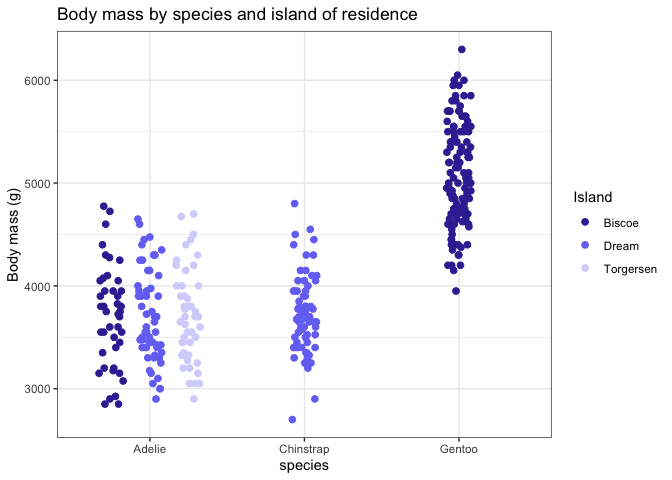 Body mass by species and island of residence
Body mass (g)
6000
5000
4000
3000
Adelie Chinstrap Gentoo
species
Island
Biscoe
Dream
Torgersen